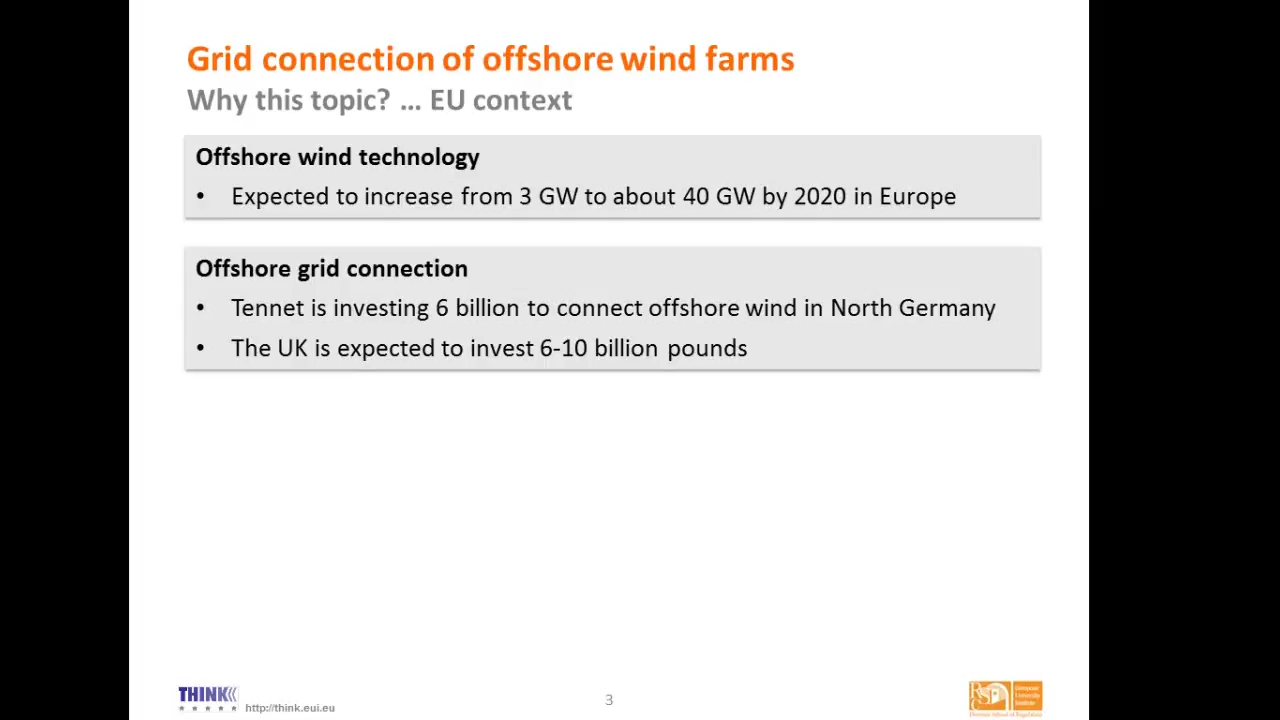 Grid connection of offshore wind farms
Why this topic? ... EU context
Offshore wind technology
• Expected to increase from 3 GW to about 40 GW by 2020 in Europe
Offshore grid connection
• Tennet is investing 6 billion to connect offshore wind in North Germany
• The UK is expected to invest 6-10 billion pounds
THINK
http://think.eui.eu
3
European
University
Institute